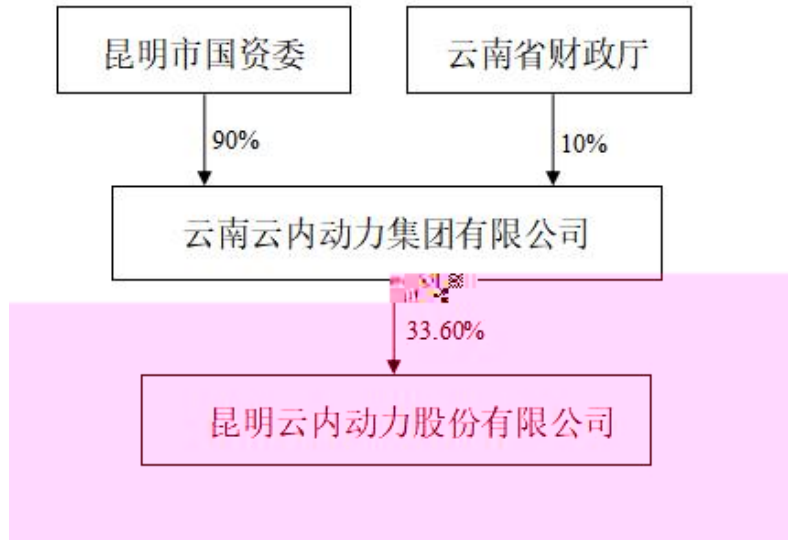 昆明市国资委
云南省财政厅
90%
10%
云南云内动力集团有限公司
33.60%
昆明云内动力股份有限公司